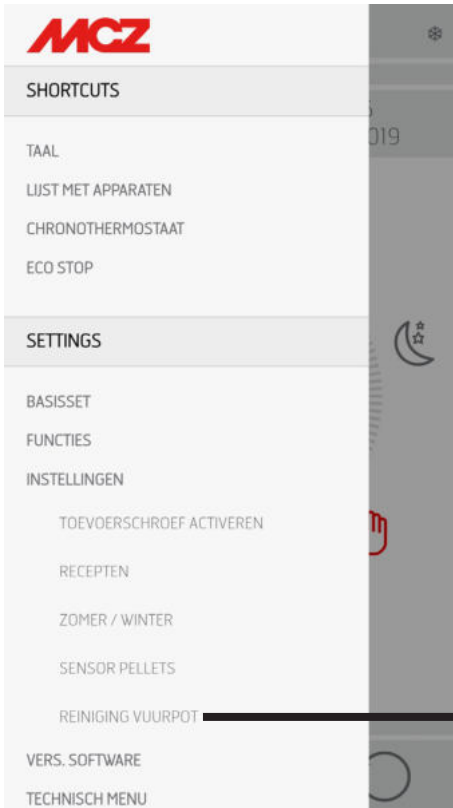 MCZ
SHORTCUTS
TAAL
LIJST MET APPARATEN
CHRONOTHERMOSTAAT
ECO STOP
SETTINGS
BASISSET
FUNCTIES
INSTELLINGEN
TOEVOERSCHROEF ACTIVEREN
RECEPTEN
ZOMER / WINTER
SENSOR PELLETS
REINIGING VUURPOT
VERS. SOFTWARE
TECHNISCH MENU
019